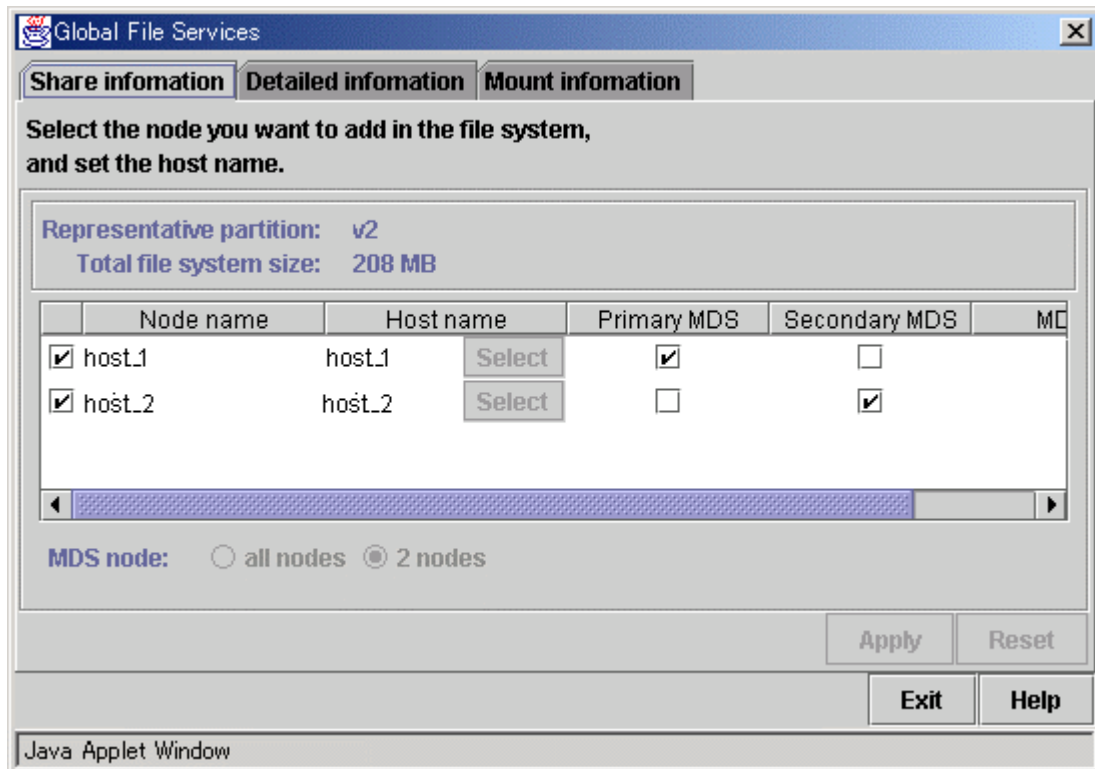 Global File Services
Share infomation Detailed infomation Mount infomation
Select the node you want to add in the file system,
and set the host name.
Representative partition: v2
Total file system size: 208 MB
Node name Host name Primary MDS Secondary MDS MD
host_1 host_1 Select
host_2 host_2 Select
MDS node: all nodes 2 nodes
Apply Reset
Exit Help
Java Applet Window